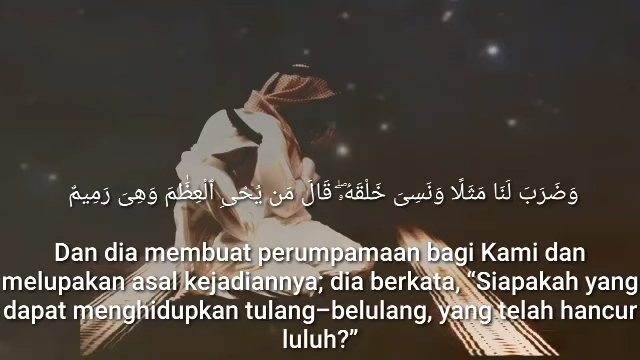 وَضَرَبَ لَنَا مَثَلًا وَنَسِىَ خَلْقَهُۥ ۖ قَالَ مَن يُحْىِ ٱلْعِظَٰمَ وَهِىَ رَمِيمٌ
Dan dia membuat perumpamaan bagi Kami dan
melupakan asal kejadiannya; dia berkata, “Siapakah yang
dapat menghidupkan tulang–belulang, yang telah hancur
luluh?”